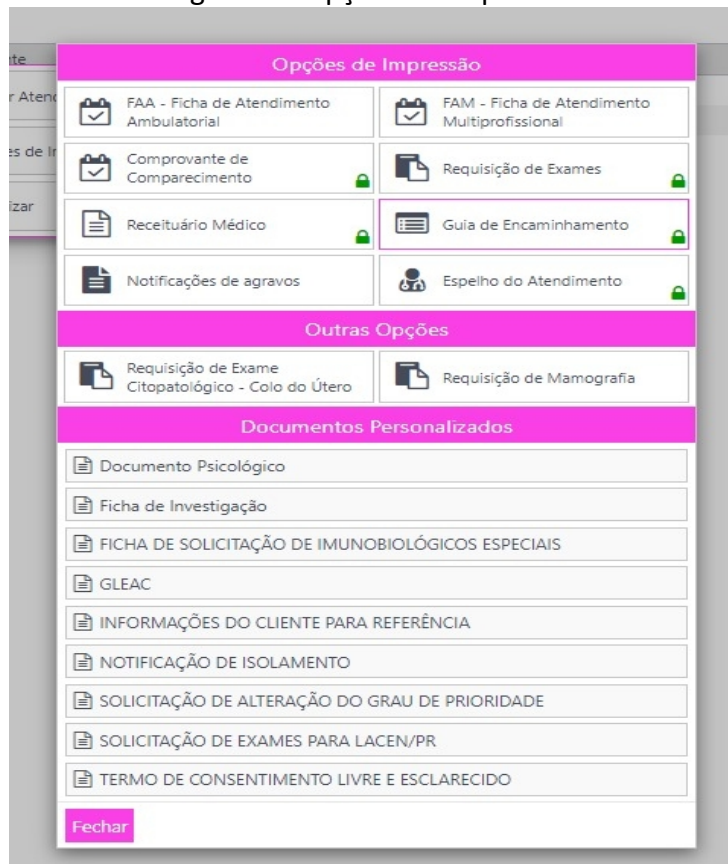 Opções de Impressão
FAA - Ficha de Atendimento
Ambulatorial
FAM - Ficha de Atendimento
Multiprofissional
Comprovante de
Comparecimento
Requisição de Exames
Receituário Médico
Guia de Encaminhamento
Notificações de agravos
Espelho do Atendimento
Outras Opções
Requisição de Exame
Citopatológico - Colo do Útero
Requisição de Mamografia
Documentos Personalizados
Documento Psicológico
Ficha de Investigação
FICHA DE SOLICITAÇÃO DE IMUNOBIOLÓGICOS ESPECIAIS
GLEAC
INFORMAÇÕES DO CLIENTE PARA REFERÊNCIA
NOTIFICAÇÃO DE ISOLAMENTO
SOLICITAÇÃO DE ALTERAÇÃO DO GRAU DE PRIORIDADE
SOLICITAÇÃO DE EXAMES PARA LACEN/PR
TERMO DE CONSENTIMENTO LIVRE E ESCLARECIDO
Fechar